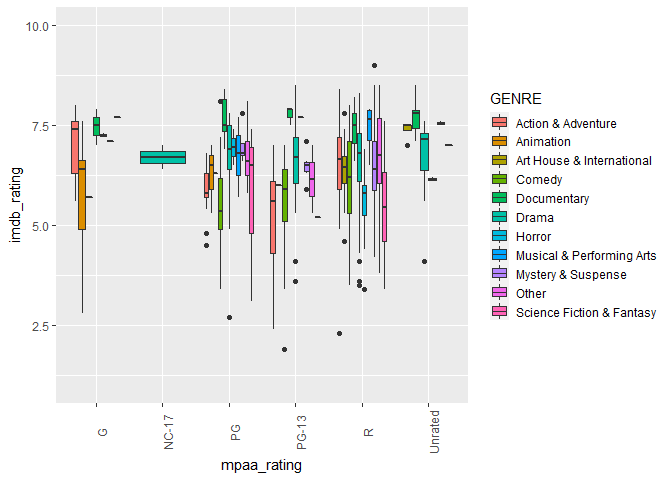 10.0
7.5
5.0
2.5
imdb_rating
G
NC-17
PG
PG-13
R
Unrated
mpaa_rating
GENRE
Action & Adventure
Animation
Art House & International
Comedy
Documentary
Drama
Horror
Musical & Performing Arts
Mystery & Suspense
Other
Science Fiction & Fantasy